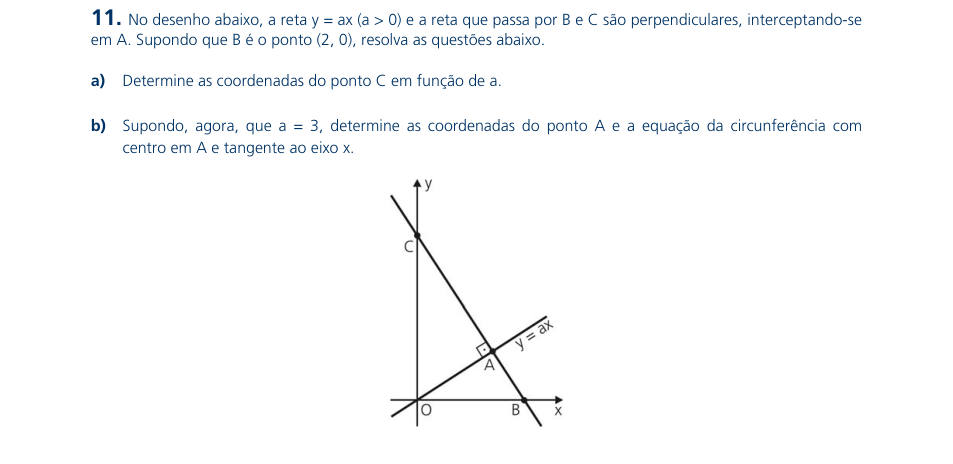 11. No desenho abaixo, a reta y = ax (a > 0) e a reta que passa por B e C são perpendiculares, interceptando-se
em A. Supondo que B é o ponto (2, 0), resolva as questões abaixo.
a) Determine as coordenadas do ponto C em função de a.
b) Supondo, agora, que a = 3, determine as coordenadas do ponto A e a equação da circunferência com
centro em A e tangente ao eixo x.
y
C
y = ax
A
O
B
x